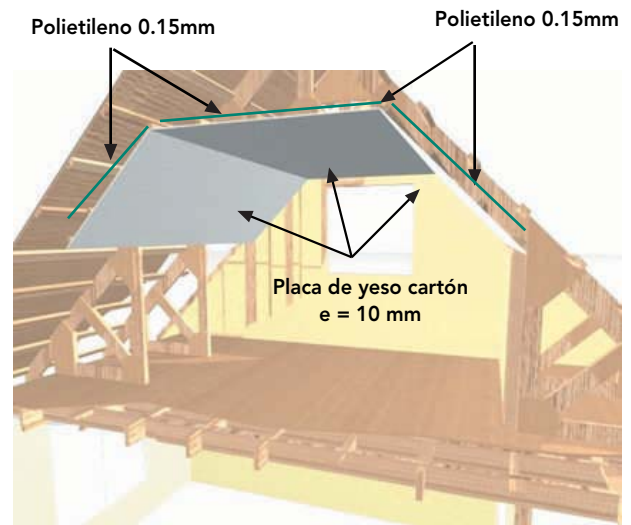 Polietileno 0.15mm
Polietileno 0.15mm
Placa de yeso cartón
e = 10 mm